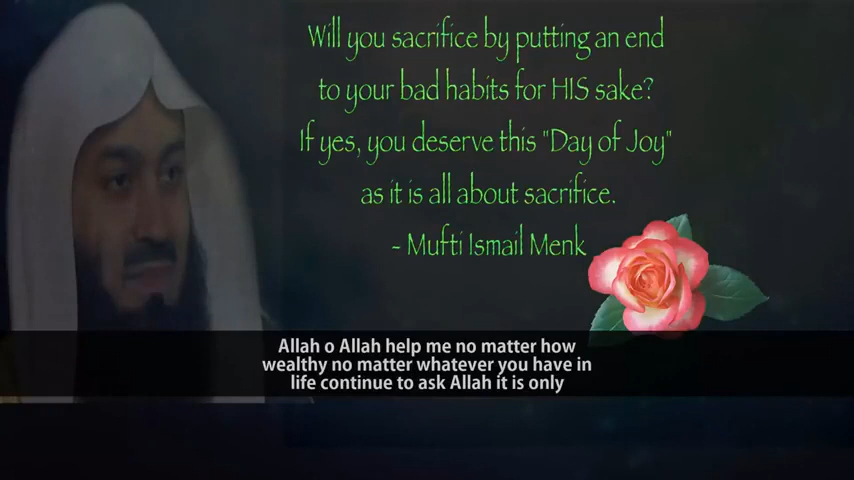 Will you sacrifice by putting an end
to your bad habits for HIS sake?
If yes, you deserve this "Day of Joy"
as it is all about sacrifice.
- Mufti Ismail Menk
Allah o Allah help me no matter how
wealthy no matter whatever you have in
life continue to ask Allah it is only